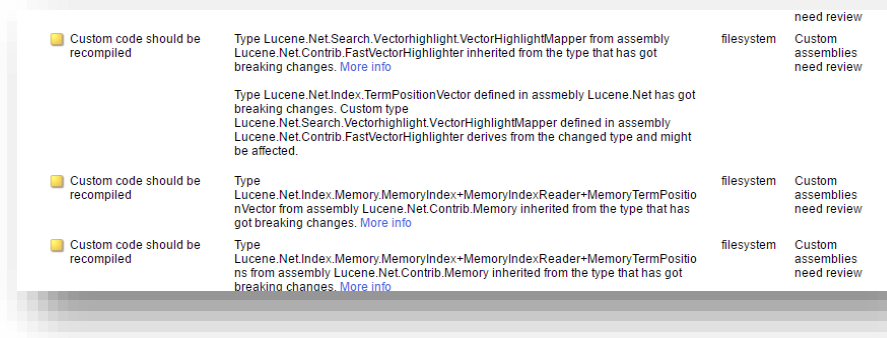 need review
Custom code should be
recompiled
Type Lucene.Net.Search.Vectorhighlight.VectorHighlightMapper from assembly
Lucene.Net.Contrib.FastVectorHighlighter inherited from the type that has got
breaking changes. More info
filesystem
Custom
assemblies
need review
Type Lucene.Net.Index.TermPositionVector defined in assmebly Lucene.Net has got
breaking changes. Custom type
Lucene.Net.Search.Vectorhighlight.VectorHighlightMapper defined in assembly
Lucene.Net.Contrib.FastVectorHighlighter derives from the changed type and might
be affected.
Custom code should be
recompiled
Type
Lucene.Net.Index.Memory.MemoryIndex+MemoryIndexReader+MemoryTermPositio
nVector from assembly Lucene.Net.Contrib.Memory inherited from the type that has
got breaking changes. More info
filesystem
Custom
assemblies
need review
Custom code should be
recompiled
Type
Lucene.Net.Index.Memory.MemoryIndex+MemoryIndexReader+MemoryTermPositio
ns from assembly Lucene.Net.Contrib.Memory inherited from the type that has got
breaking changes. More info
filesystem
Custom
assemblies
need review